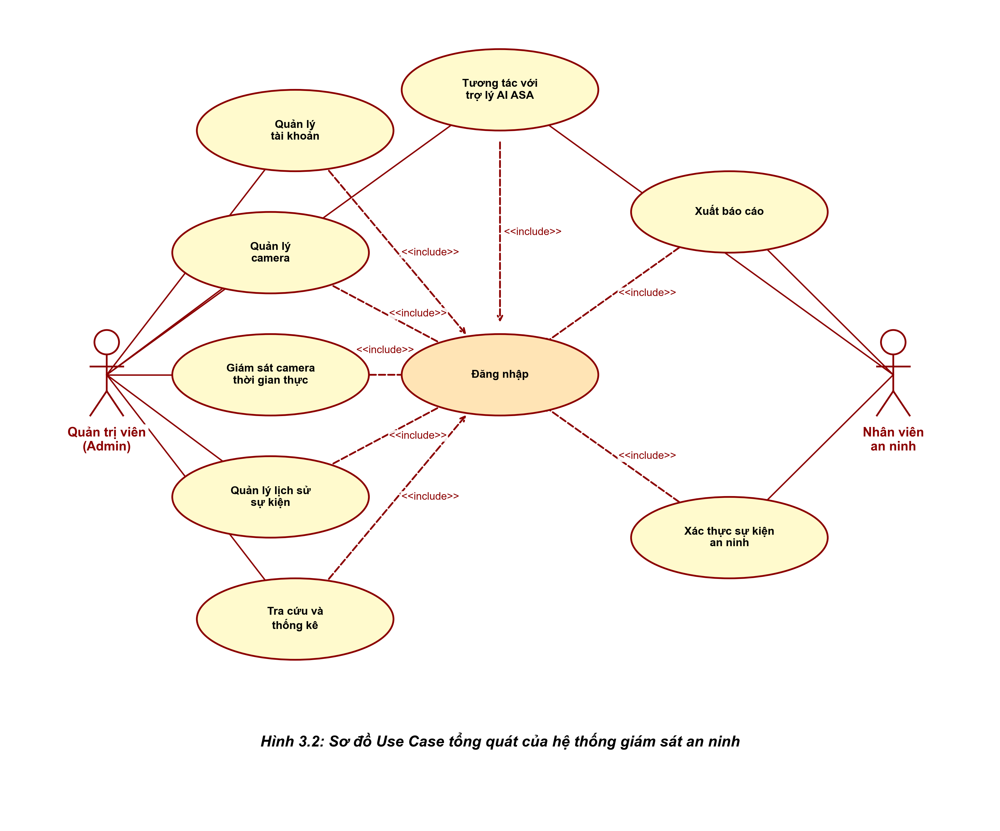 Tương tác với
trợ lý AI ASA
Quản lý
tài khoản
Xuất báo cáo
<<include>>
Quản lý
camera
<<include>>
<<include>>
<<include>>
<<include>>
Giám sát camera
thời gian thực
Đăng nhập
Quản trị viên
(Admin)
<<include>>
Nhân viên
an ninh
<<include>>
Quản lý lịch sử
sự kiện
<<include>>
Xác thực sự kiện
an ninh
Tra cứu và
thống kê
Hình 3.2: Sơ đồ Use Case tổng quát của hệ thống giám sát an ninh